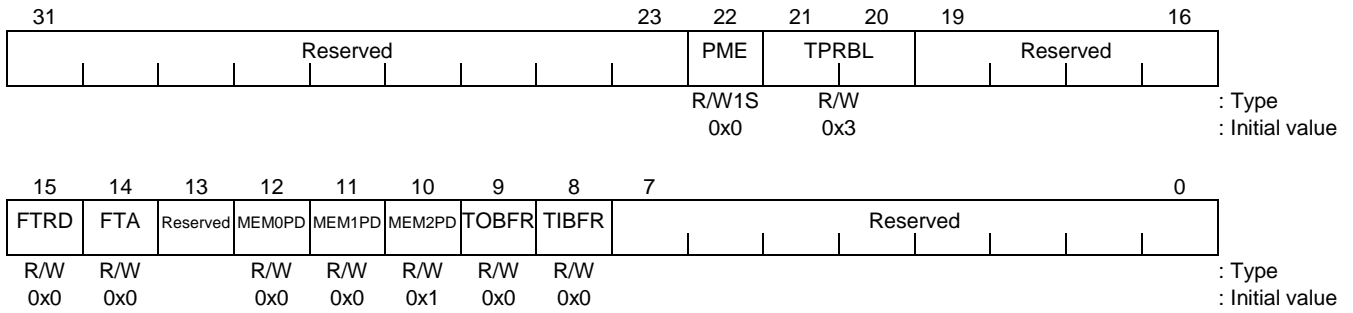 31 23 22 21 20 19 16
Reserved PME TPRBL Reserved
R/W1S R/W : Type
0x0 0x3 : Initial value
15 14 13 12 11 10 9 8 7 0
FTRD FTA Reserved MEM0PD MEM1PD MEM2PD TOBFR TIBFR Reserved
R/W R/W R/W R/W R/W R/W R/W : Type
0x0 0x0 0x0 0x0 0x1 0x0 0x0 : Initial value